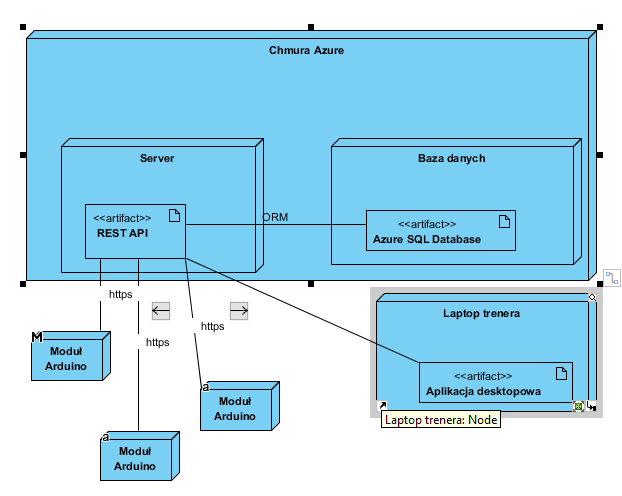 Chmura Azure
Server
Baza danych
<<artifact>>
REST API
ORM
<<artifact>>
Azure SQL Database
https
https
https
Laptop trenera
<<artifact>>
Aplikacja desktopowa
Laptop trenera: Node
M
Moduł
Arduino
a
Moduł
Arduino
a
Moduł
Arduino